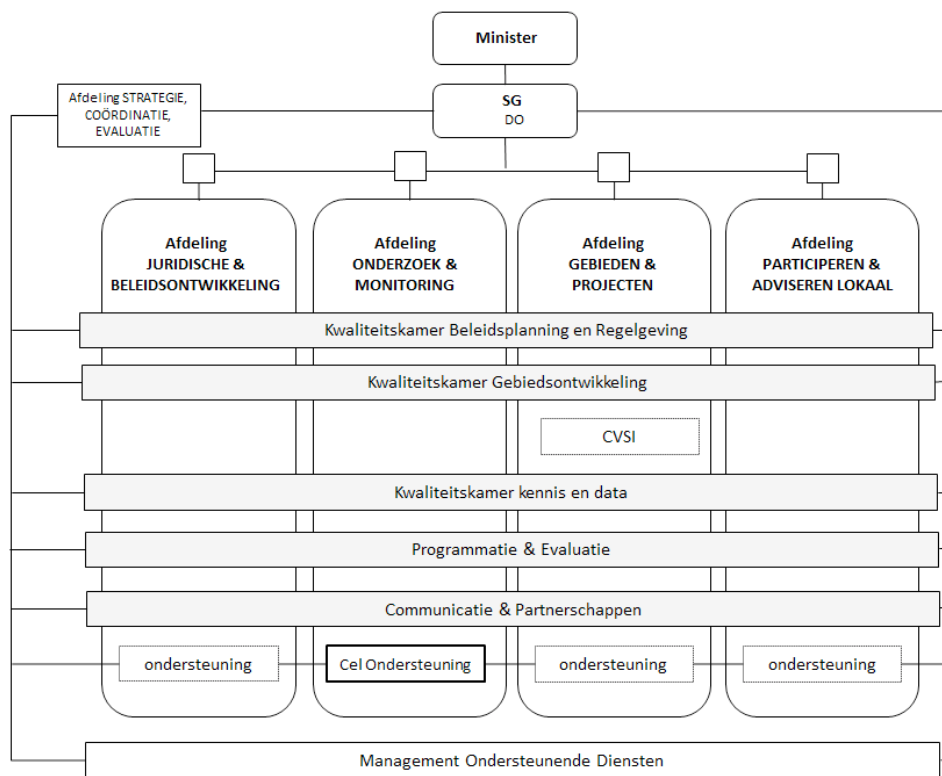 Minister
Afdeling STRATEGIE,
COÖRDINATIE,
EVALUATIE
SG
DO
Afdeling
JURIDISCHE &
BELEIDSONTWIKKELING
Afdeling
ONDERZOEK &
MONITORING
Afdeling
GEBIEDEN &
PROJECTEN
Afdeling
PARTICIPEREN &
ADVISEREN LOKAAL
Kwaliteitskamer Beleidsplanning en Regelgeving
Kwaliteitskamer Gebiedsontwikkeling
CVSI
Kwaliteitskamer kennis en data
Programmatie & Evaluatie
Communicatie & Partnerschappen
ondersteuning
Cel Ondersteuning
ondersteuning
ondersteuning
Management Ondersteunende Diensten